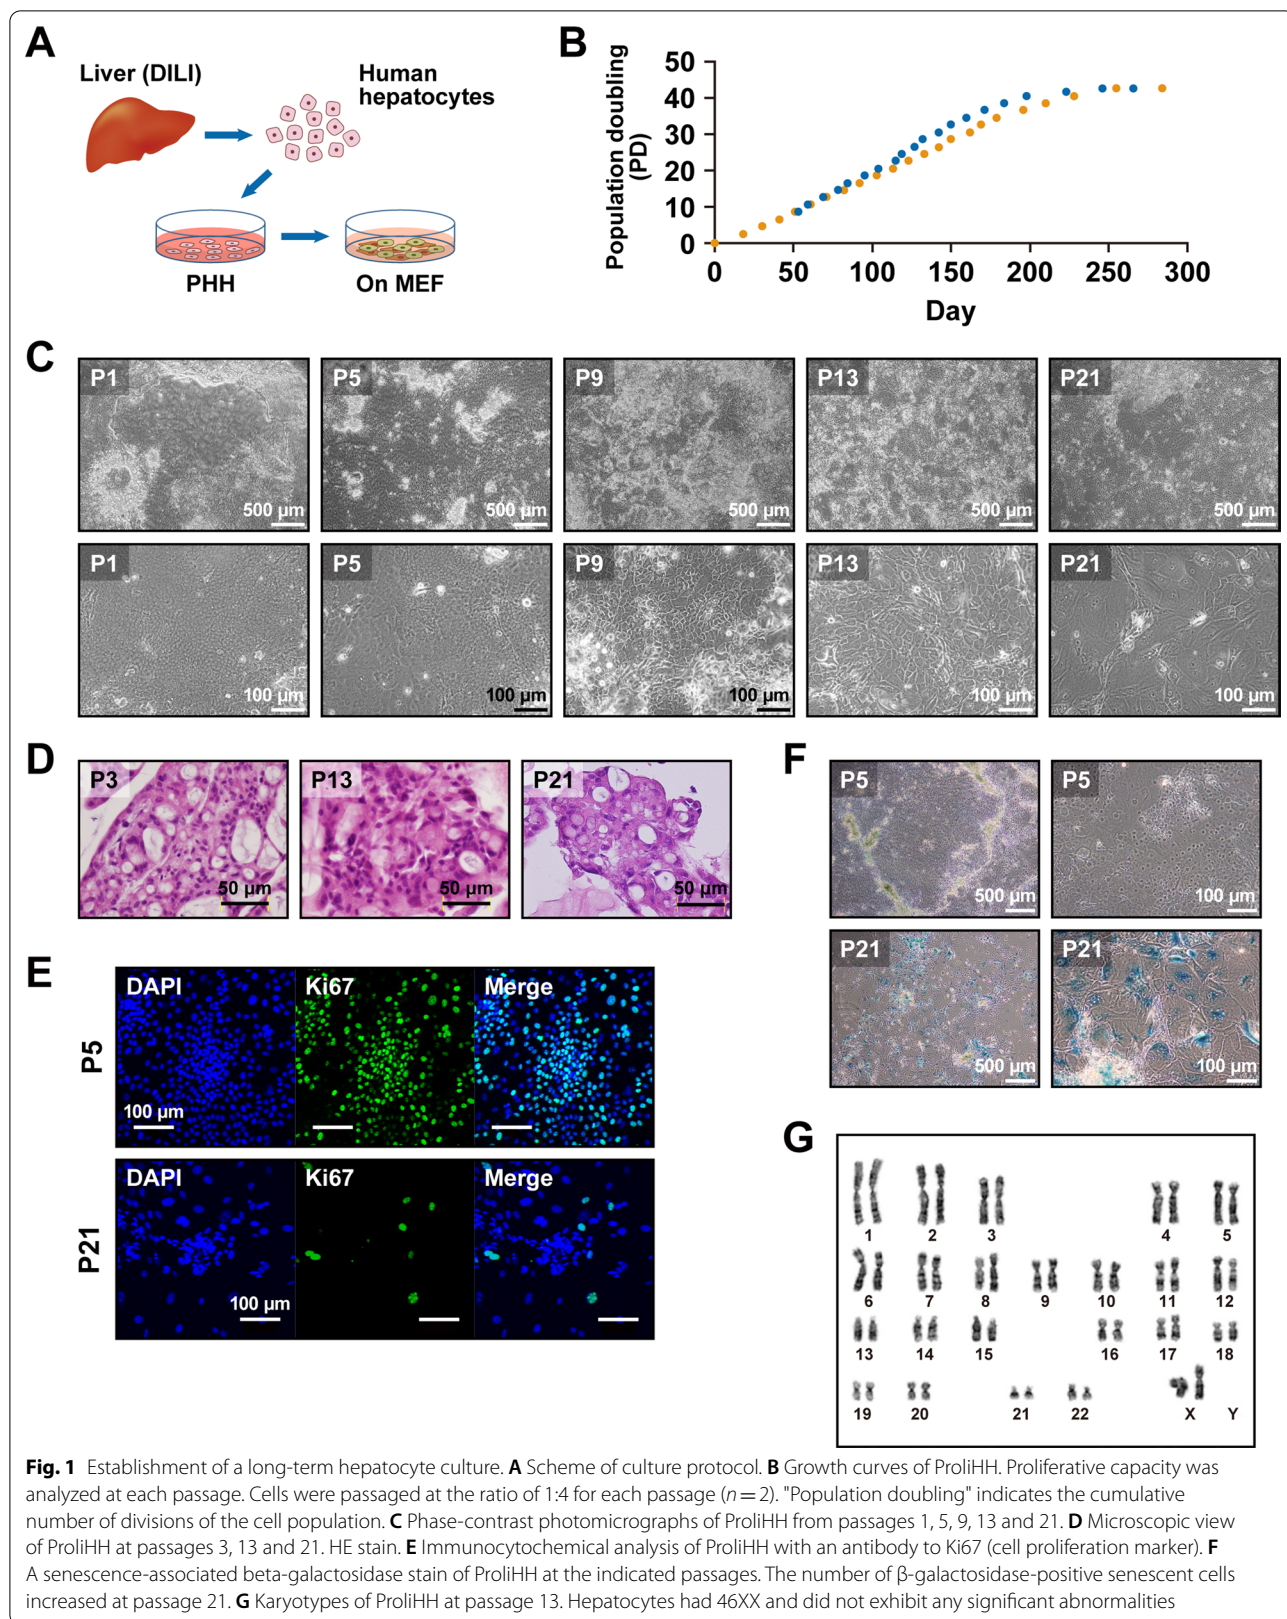 A
Liver (DILI)
Human
hepatocytes
PHH
On MEF
B
Population doubling
(PD)
50
40
30
20
10
0
0
50
100
150
200
250
300
Day
C
P1
500 µm
P5
500 µm
P9
500 µm
P13
500 µm
P21
500 µm
P1
100 µm
P5
100 µm
P9
100 µm
P13
100 µm
P21
100 µm
D
P3
50 µm
P13
50 µm
P21
50 µm
E
P5
DAPI
100 µm
Ki67
Merge
P21
DAPI
100 µm
Ki67
Merge
F
P5
500 µm
P5
100 µm
P21
500 µm
P21
100 µm
G
1 2 3 4 5
6 7 8 9 10 11 12
13 14 15 16 17 18
19 20 21 22 X Y
Fig. 1 Establishment of a long-term hepatocyte culture. A Scheme of culture protocol. B Growth curves of ProliHH. Proliferative capacity was
analyzed at each passage. Cells were passaged at the ratio of 1:4 for each passage (n = 2). "Population doubling" indicates the cumulative
number of divisions of the cell population. C Phase-contrast photomicrographs of ProliHH from passages 1, 5, 9, 13 and 21. D Microscopic view
of ProliHH at passages 3, 13 and 21. HE stain. E Immunocytochemical analysis of ProliHH with an antibody to Ki67 (cell proliferation marker). F
A senescence-associated beta-galactosidase stain of ProliHH at the indicated passages. The number of β-galactosidase-positive senescent cells
increased at passage 21. G Karyotypes of ProliHH at passage 13. Hepatocytes had 46XX and did not exhibit any significant abnormalities